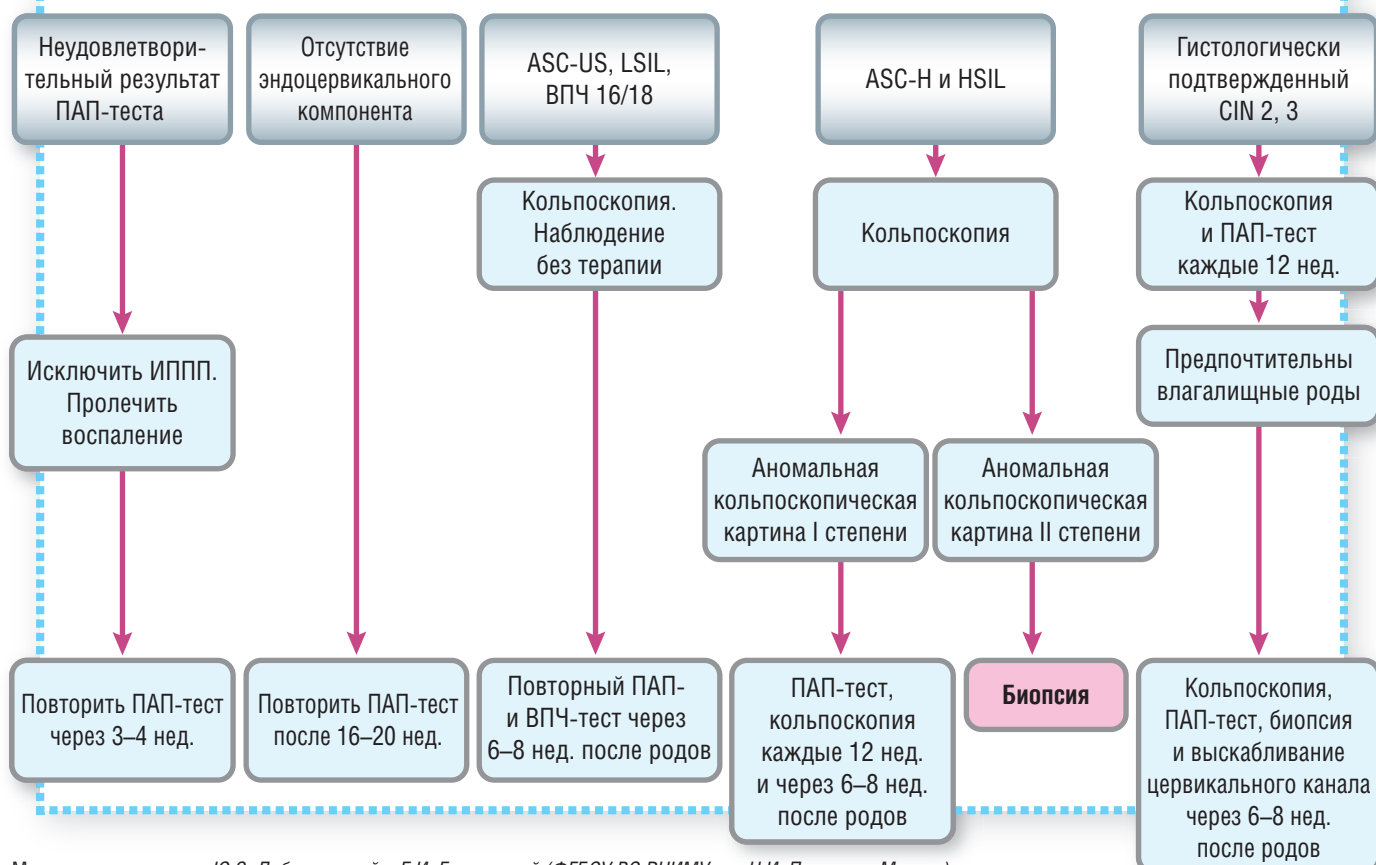 Неудовлетвори-
тельный результат
ПАП-теста
Отсутствие
эндоцервикального
компонента
ASC-US, LSIL,
ВПЧ 16/18
ASC-H и HSIL
Гистологически
подтвержденный
CIN 2, 3
Кольпоскопия.
Наблюдение
без терапии
Кольпоскопия
Кольпоскопия
и ПАП-тест
каждые 12 нед.
Исключить ИППП.
Пролечить
воспаление
Предпочтительны
влагалищные роды
Аномальная
кольпоскопическая
картина I степени
Аномальная
кольпоскопическая
картина II степени
Повторить ПАП-тест
через 3–4 нед.
Повторить ПАП-тест
после 16–20 нед.
Повторный ПАП-
и ВПЧ-тест через
6–8 нед. после родов
ПАП-тест,
кольпоскопия
каждые 12 нед.
и через 6–8 нед.
после родов
Биопсия
Кольпоскопия,
ПАП-тест, биопсия
и выскабливание
цервикального канала
через 6–8 нед.
после родов